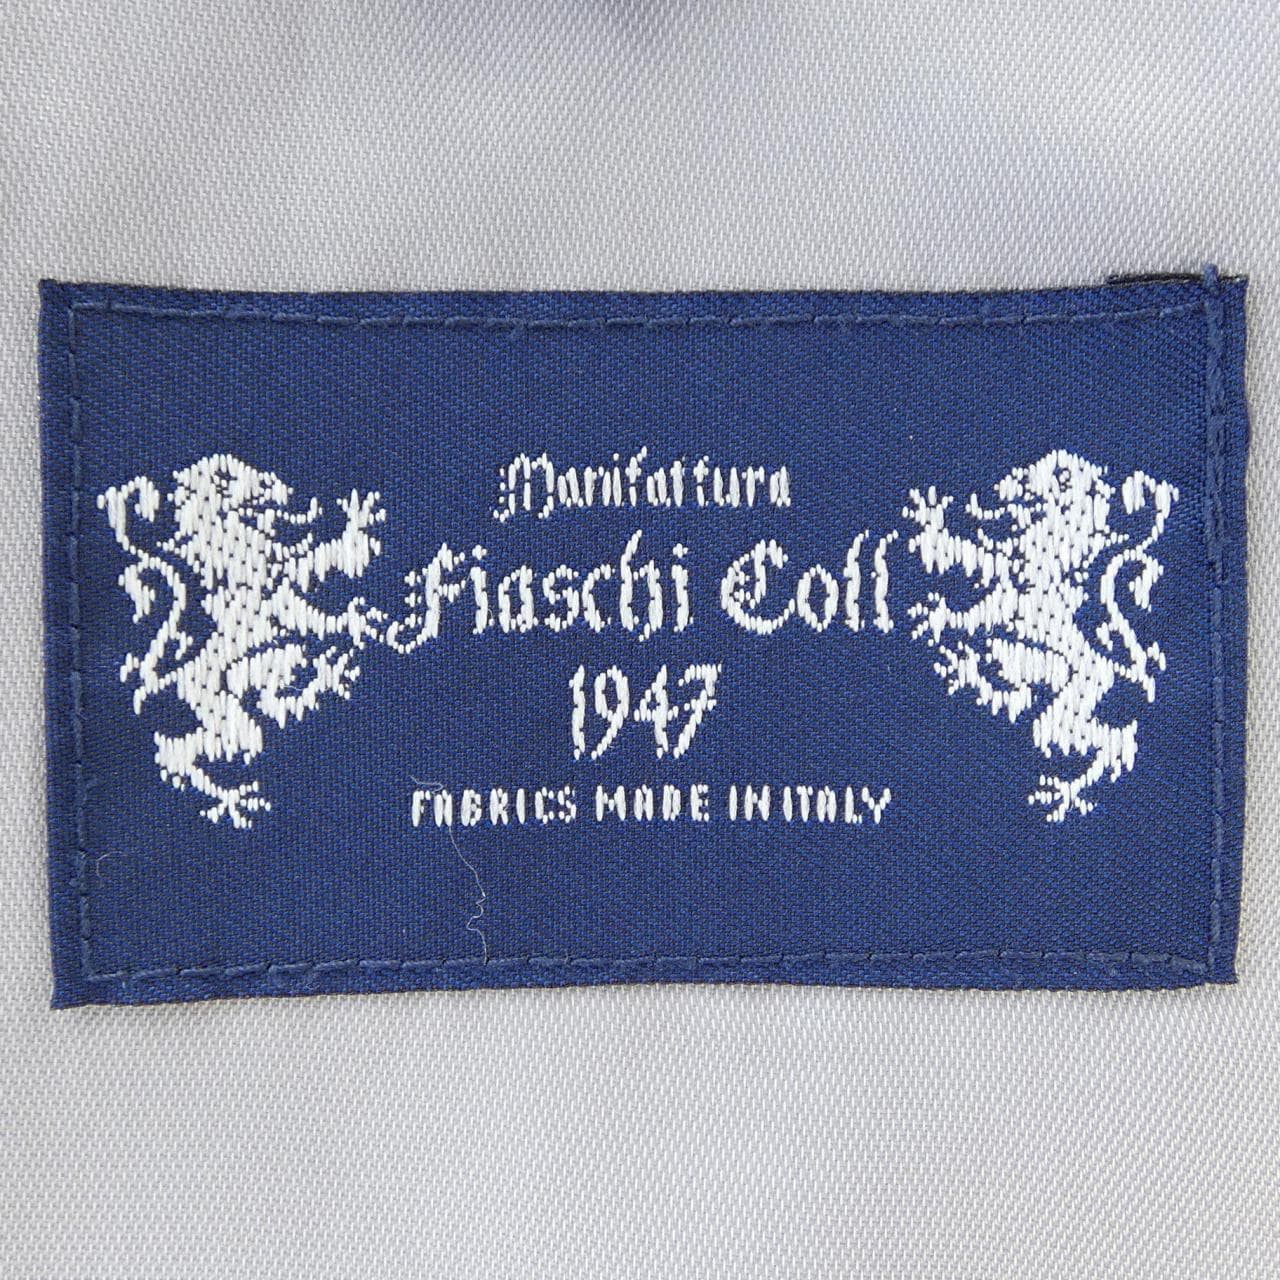 Manifattura
Fiaschi Coll
1947
FABRICS MADE IN ITALY